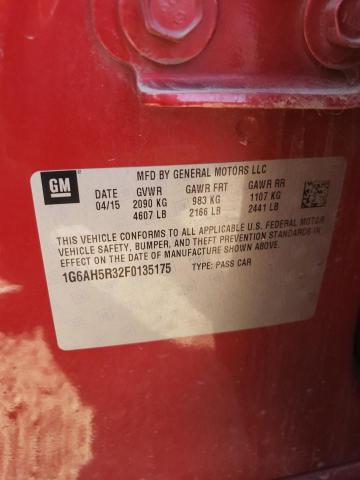 MFD BY GENERAL MOTORS LLC
GM DATE GVWR GAWR FRT GAWR RR
04/15 2090 KG 983 KG 1107 KG
4607 LB 2166 LB 2441 LB
THIS VEHICLE CONFORMS TO ALL APPLICABLE U.S. FEDERAL MOTOR
VEHICLE SAFETY, BUMPER, AND THEFT PREVENTION STANDARDS IN
EFFECT ON THE DATE OF MANUFACTURE SHOWN ABOVE.
1G6AH5R32F0135175 TYPE: PASS CAR